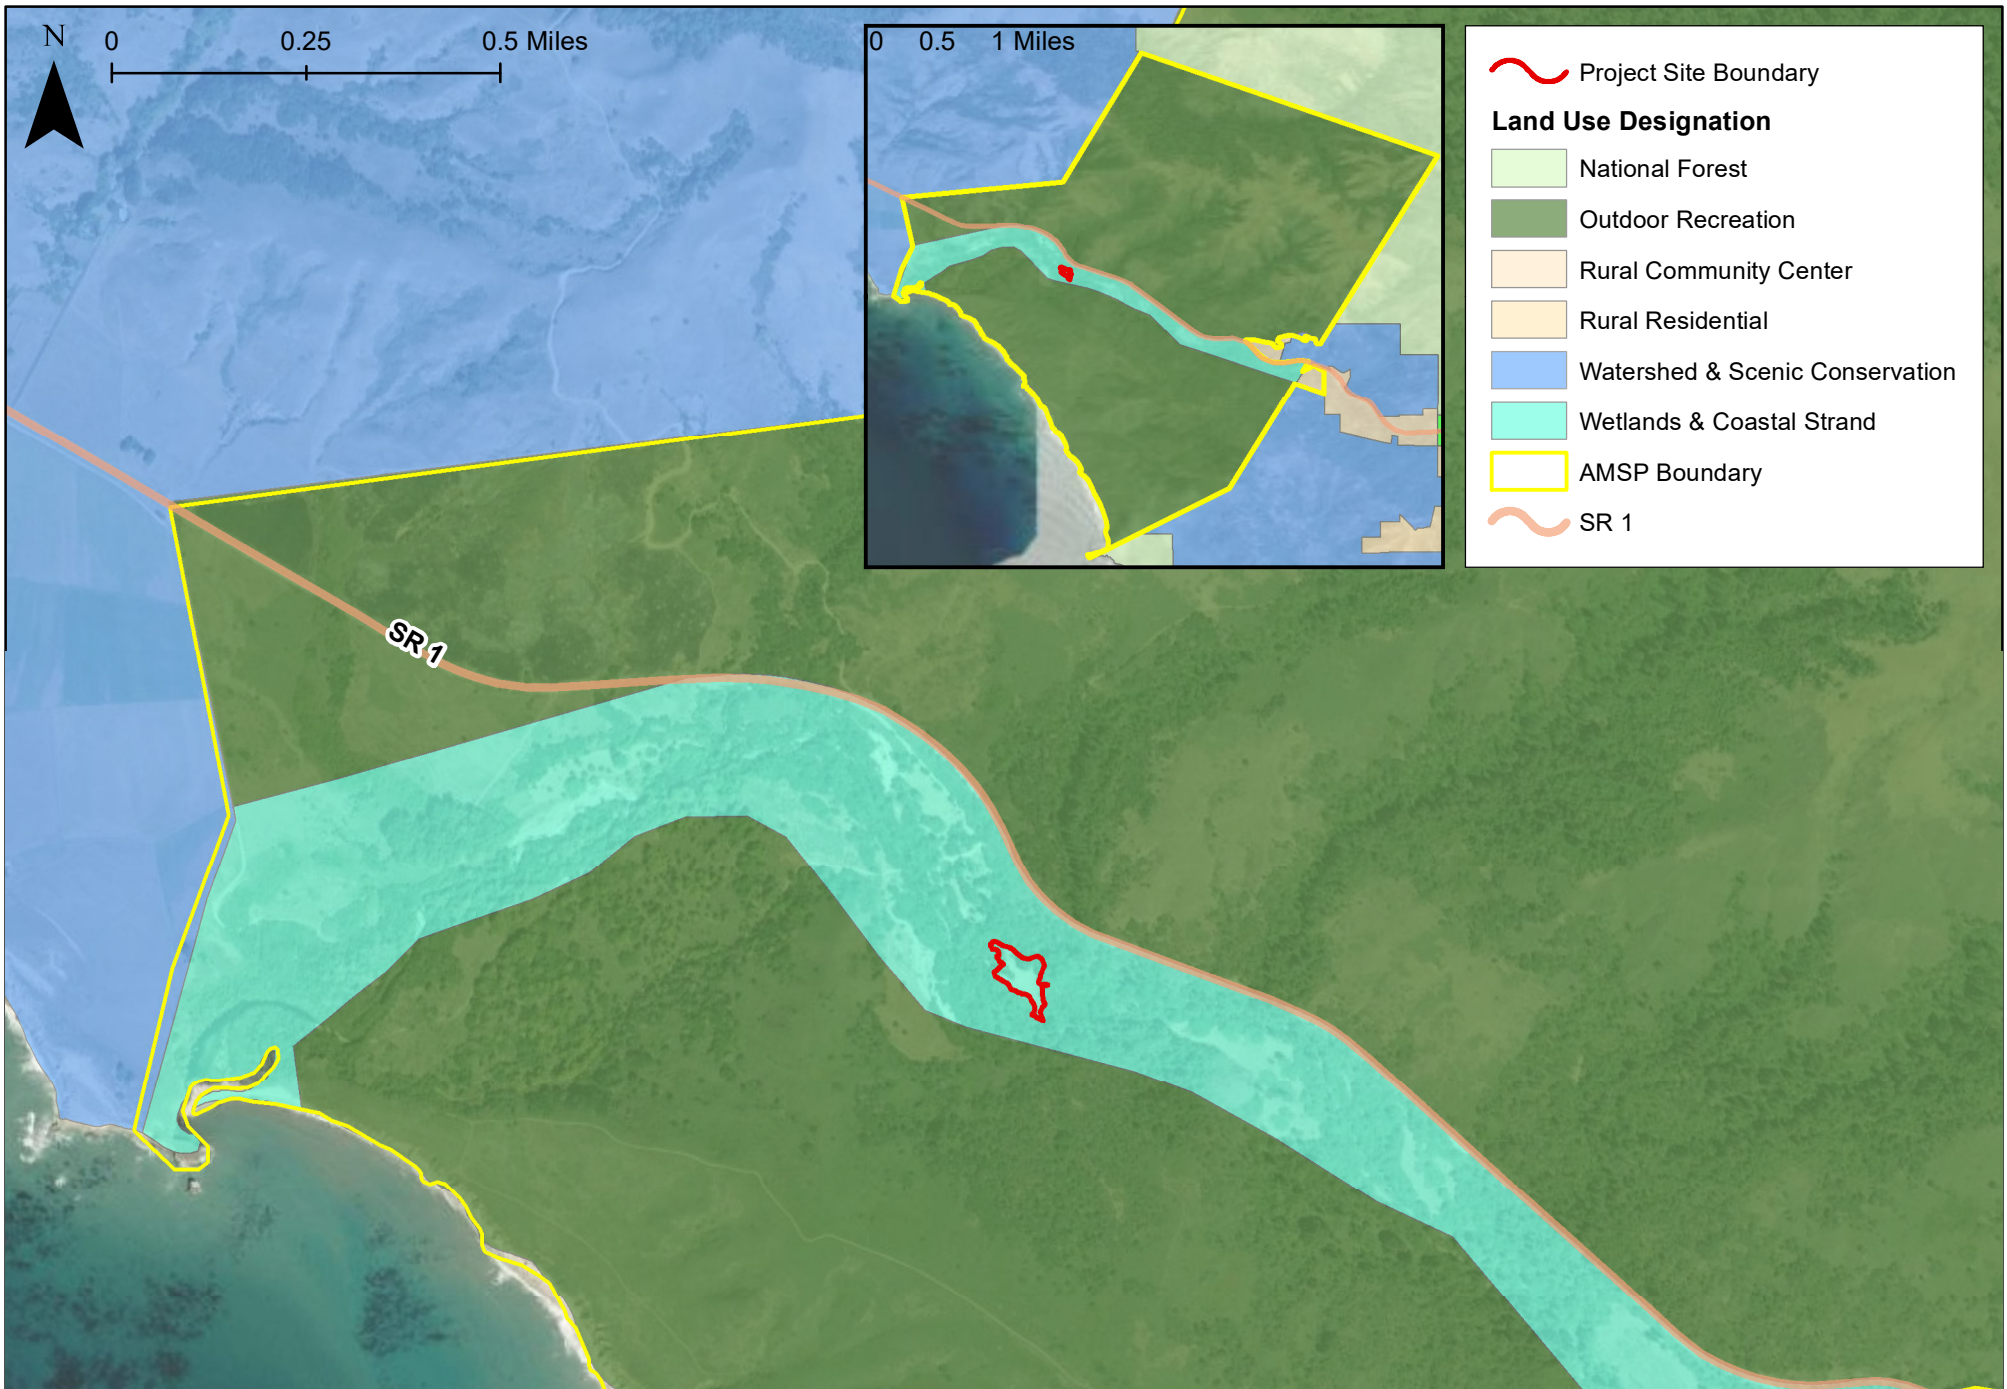 N
0 0.25 0.5 Miles
0 0.5 1 Miles
Project Site Boundary
Land Use Designation
National Forest
Outdoor Recreation
Rural Community Center
Rural Residential
Watershed & Scenic Conservation
Wetlands & Coastal Strand
AMSP Boundary
SR 1
SR 1